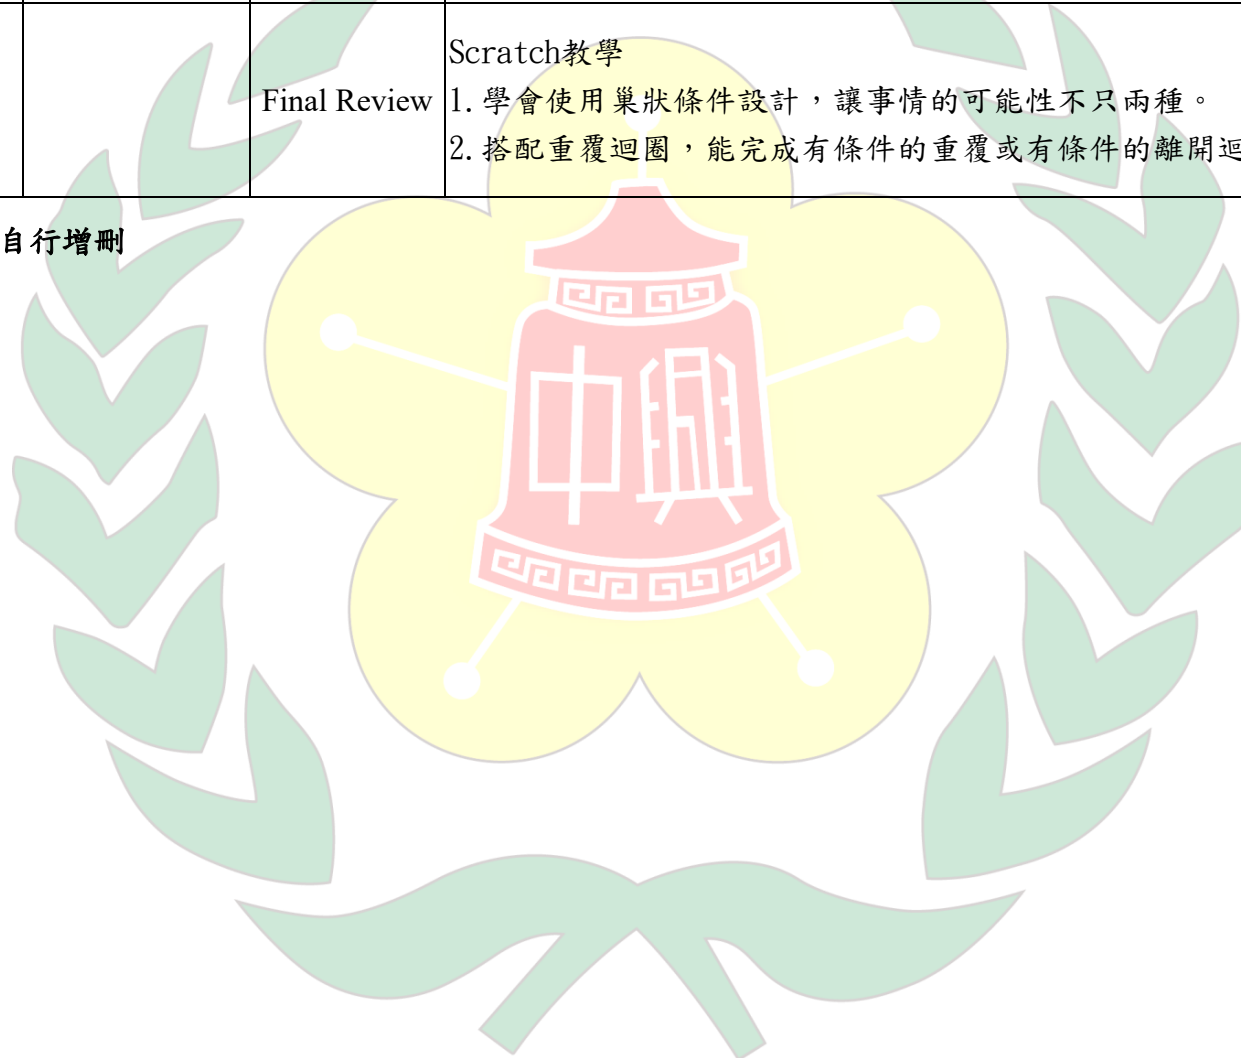 Scratch教學
Final Review
1.學會使用巢狀條件設計，讓事情的可能性不只兩種。
2.搭配重覆迴圈，能完成有條件的重覆或有條件的離開迴
自行增刪
中興